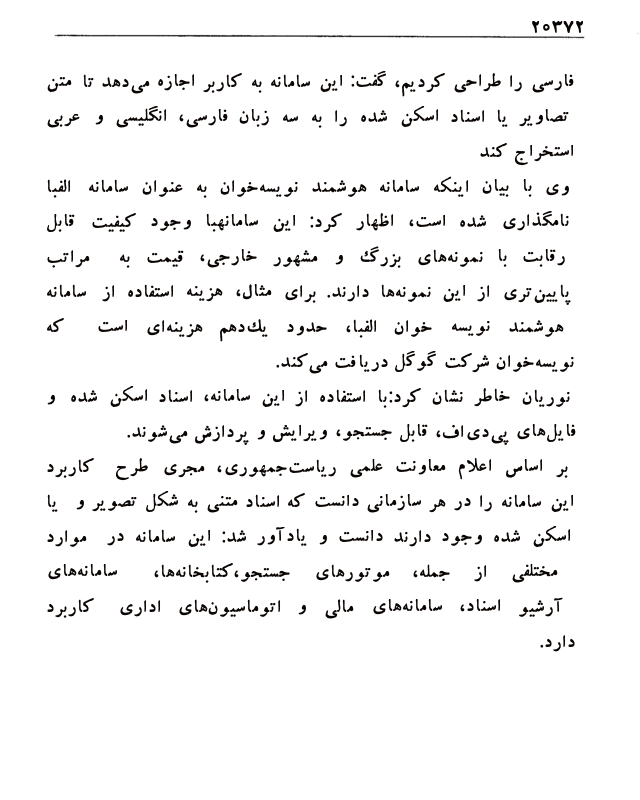 ۲۰۳۷۲
فارسی را طراحی کردیم، گفت: این سامانه به کاربر اجازه می‌دهد تا متن
تصاویر یا اسناد اسکن شده را به سه زبان فارسی، انگلیسی و عربی
استخراج کند
وی با بیان اینکه سامانه هوشمند نویسه‌خوان به عنوان سامانه الفبا
نامگذاری شده است، اظهار کرد: این سامانهبا وجود کیفیت قابل
رقابت با نمونه‌های بزرگ و مشهور خارجی، قیمت به مراتب
پایین‌تری از این نمونه‌ها دارند. برای مثال، هزینه استفاده از سامانه
هوشمند نویسه خوان الفبا، حدود یك‌دهم هزینه‌ای است که
نویسه‌خوان شرکت گوگل دریافت می‌کند.
نوریان خاطر نشان کرد:با استفاده از این سامانه، اسناد اسکن شده و
فایل‌های پی‌دی‌اف، قابل جستجو، ویرایش و پردازش می‌شوند.
بر اساس اعلام معاونت علمی ریاست‌جمهوری، مجری طرح کاربرد
این سامانه را در هر سازمانی دانست که اسناد متنی به شکل تصویر و یا
اسکن شده وجود دارند دانست و یادآور شد: این سامانه در موارد
مختلفی از جمله، موتورهای جستجو،کتابخانه‌ها، سامانه‌های
آرشیو اسناد، سامانه‌های مالی و اتوماسیون‌های اداری کاربرد
دارد.